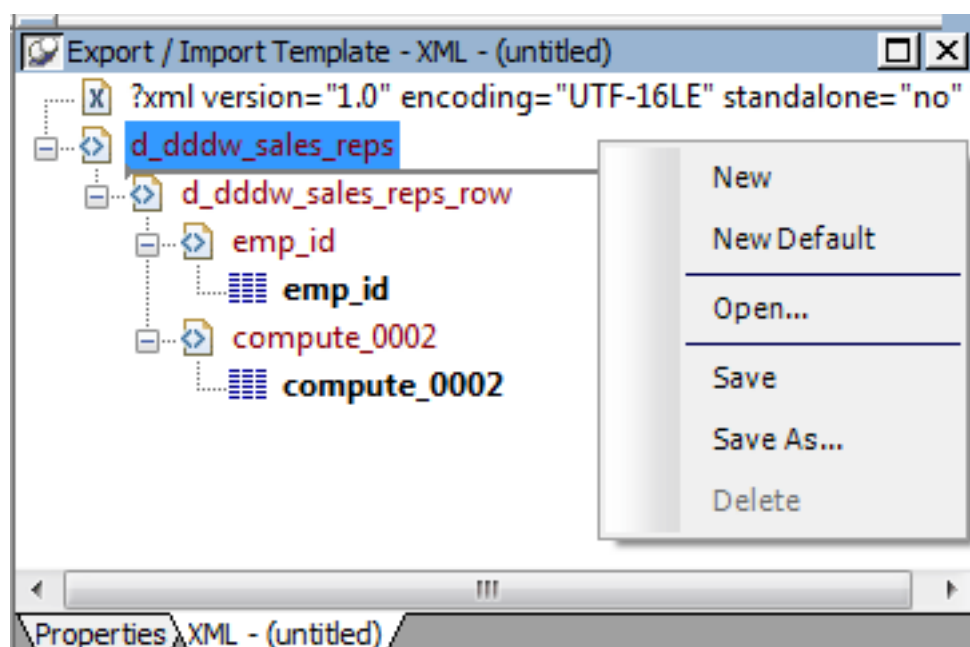 Export / Import Template - XML - (untitled)
?xml version="1.0" encoding="UTF-16LE" standalone="no"
d_dddw_sales_reps
d_dddw_sales_reps_row
emp_id
emp_id
compute_0002
compute_0002
New
New Default
Open...
Save
Save As...
Delete
Properties
XML - (untitled)